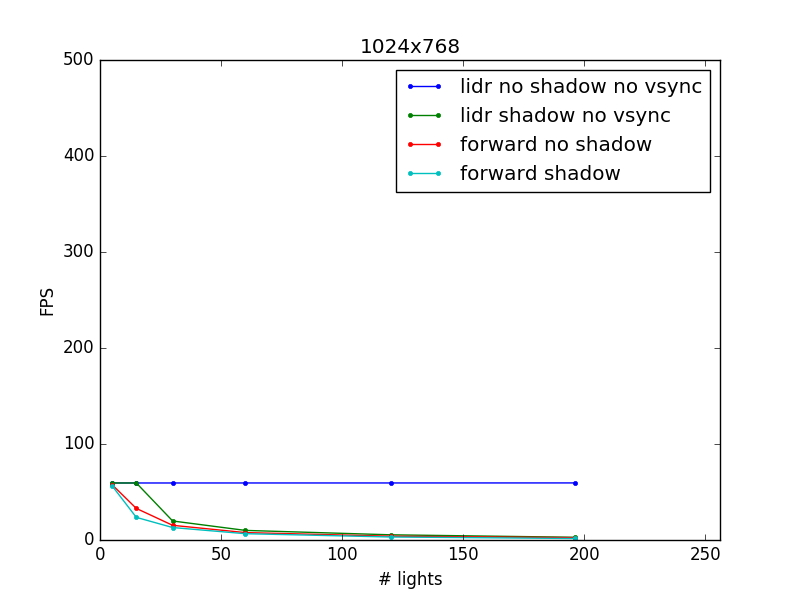 1024x768
500
400
300
200
100
0
FPS
lidr no shadow no vsync
lidr shadow no vsync
forward no shadow
forward shadow
0 50 100 150 200 250
# lights